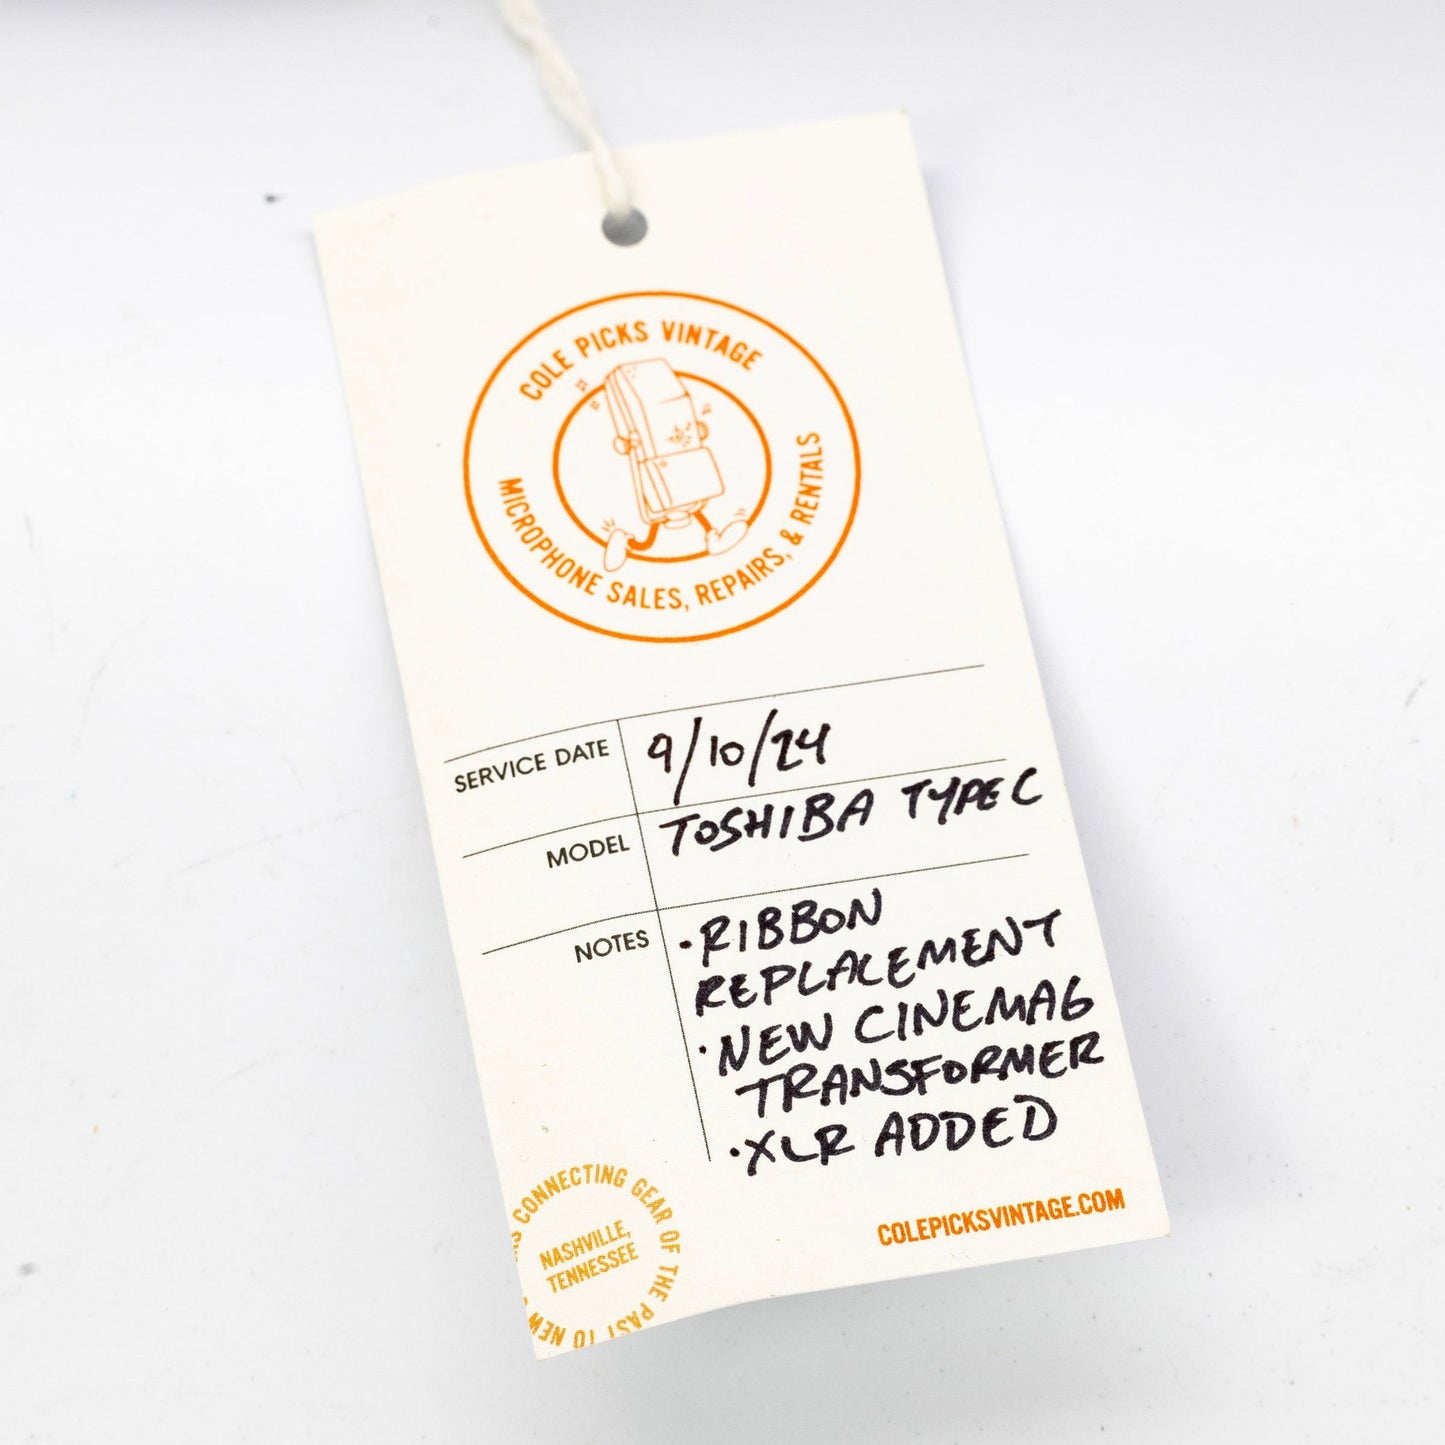 COLE PICKS VINTAGE
MICROPHONE SALES, REPAIRS, & RENTALS
SERVICE DATE 9/10/24
MODEL TOSHIBA TYPE C
NOTES • RIBBON
REPLACEMENT
• NEW CINEMAG
TRANSFORMER
• XLR ADDED
CONNECTING GEAR OF THE PAST TO NEW
NASHVILLE,
TENNESSEE
COLEPICKSVINTAGE.COM